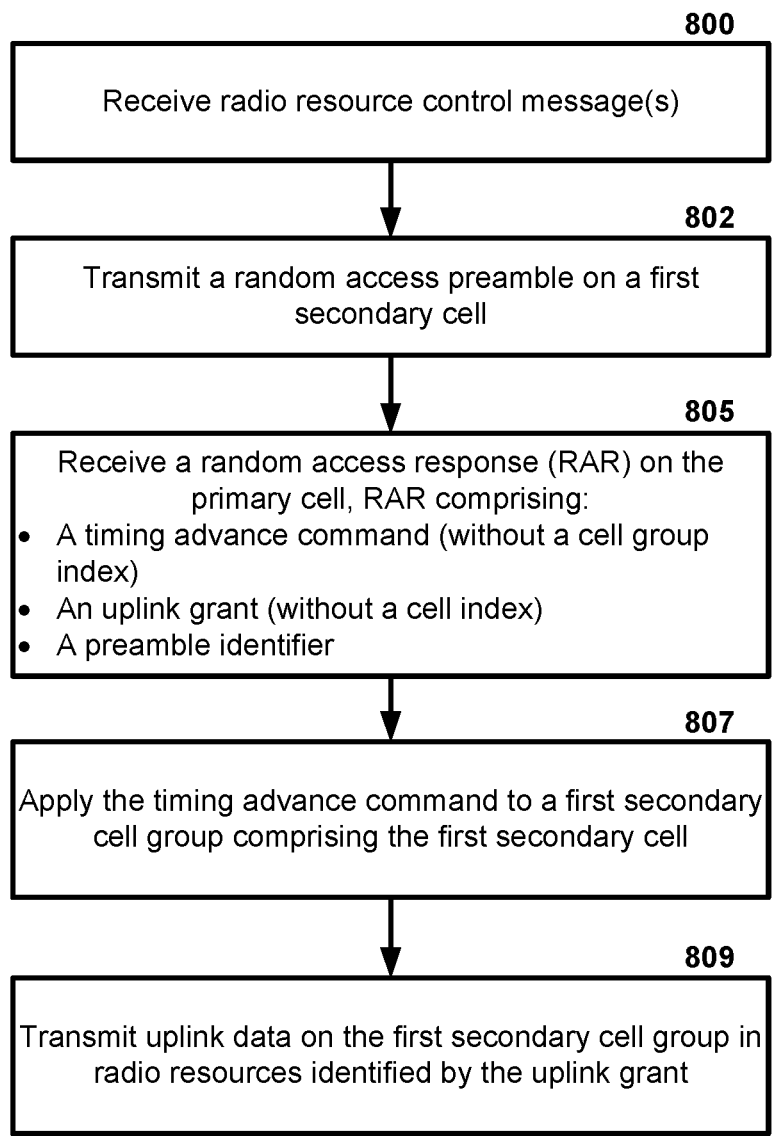 800
Receive radio resource control message(s)
802
Transmit a random access preamble on a first
secondary cell
805
Receive a random access response (RAR) on the
primary cell, RAR comprising:
• A timing advance command (without a cell group
index)
• An uplink grant (without a cell index)
• A preamble identifier
807
Apply the timing advance command to a first secondary
cell group comprising the first secondary cell
809
Transmit uplink data on the first secondary cell group in
radio resources identified by the uplink grant